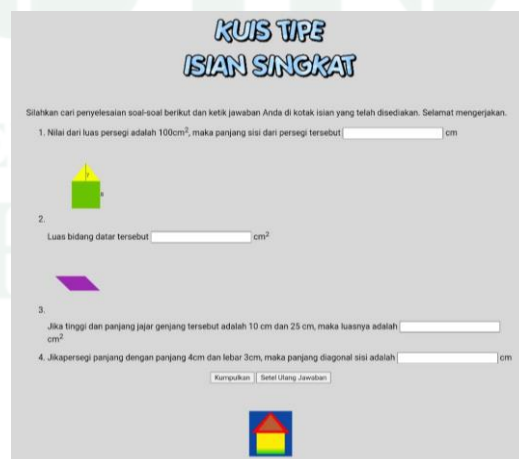 KUIS TIPE
ISIAN SINGKAT
Silahkan cari penyelesaian soal-soal berikut dan ketik jawaban Anda di kotak isian yang telah disediakan. Selamat mengerjakan.
1. Nilai dari luas persegi adalah 100cm², maka panjang sisi dari persegi tersebut cm
7
2.
Luas bidang datar tersebut cm²
3.
Jika tinggi dan panjang jajar genjang tersebut adalah 10 cm dan 25 cm, maka luasnya adalah
cm²
4. Jikapersegi panjang dengan panjang 4cm dan lebar 3cm, maka panjang diagonal sisi adalah cm
Kumpulkan Setel Ulang Jawaban